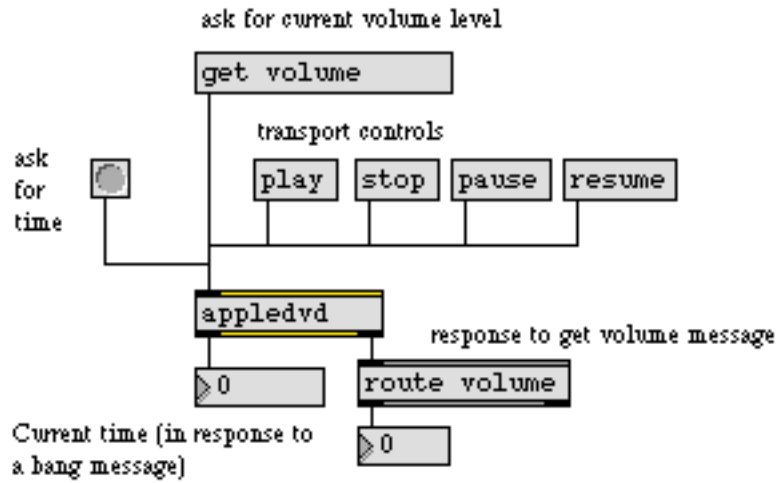 ask for current volume level
get volume
transport controls
ask
for
time
play stop pause resume
appledvd
response to get volume message
0
route volume
Current time (in response to
a bang message)
0